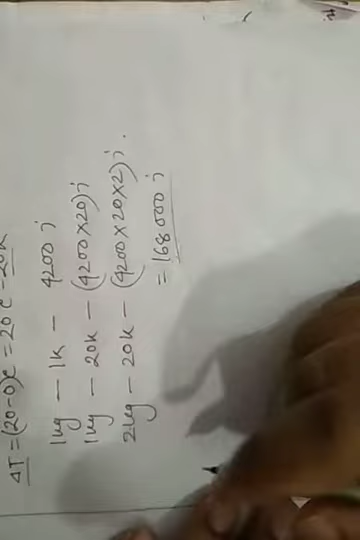 ΔT = (20-0)°C = 20°C = 20K
1kg — 1K — 4200 j
1kg — 20K — (4200×20) j
2kg — 20K — (4200×20×2) j.
= 168000 j